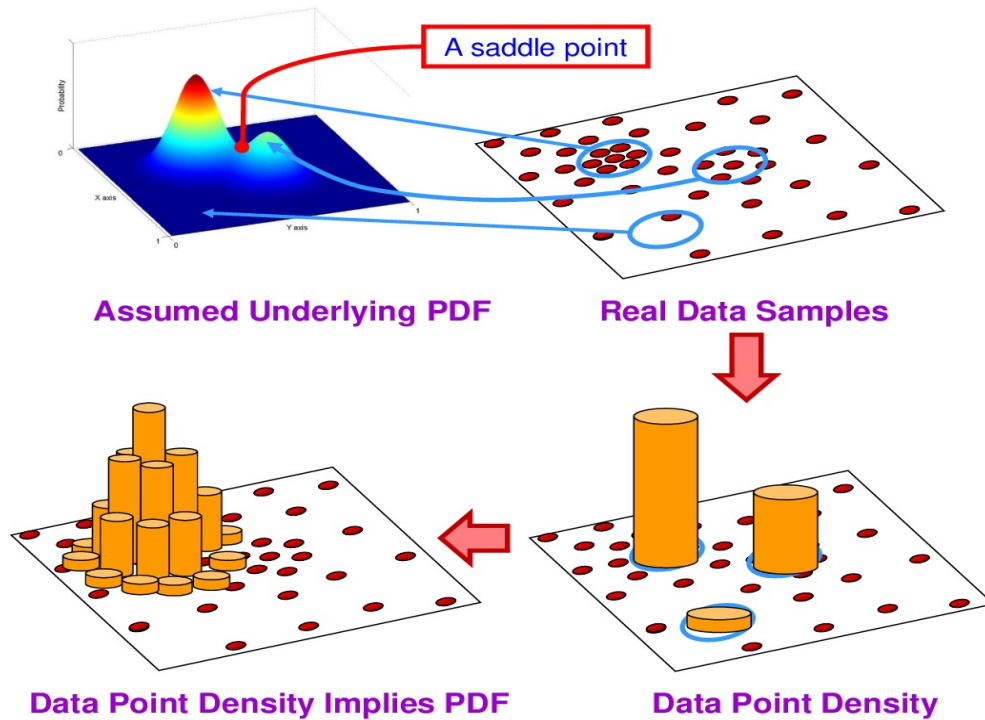 A saddle point
Probability
0
X axis
1
0
Y axis
1
Assumed Underlying PDF
Real Data Samples
Data Point Density Implies PDF
Data Point Density